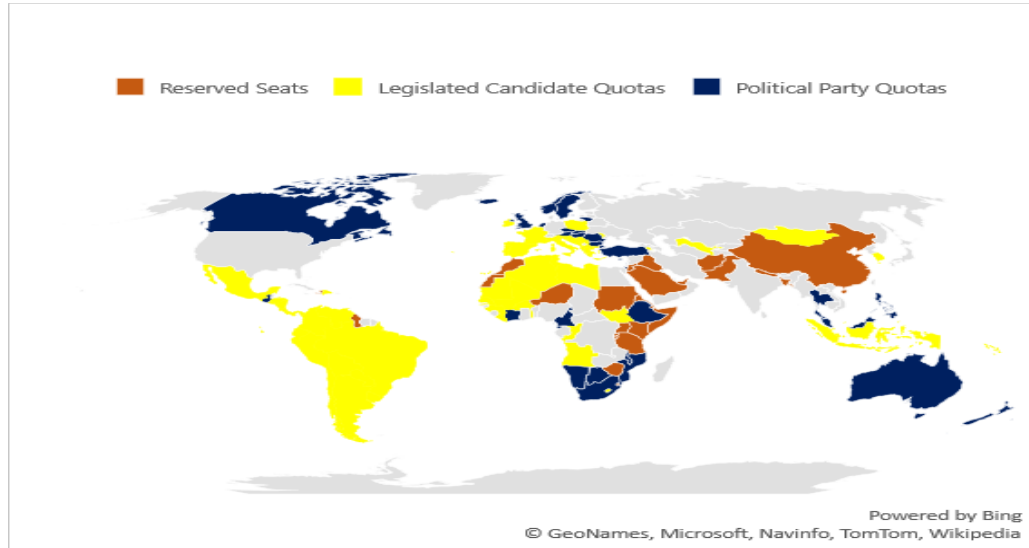 Reserved Seats Legislated Candidate Quotas Political Party Quotas
Powered by Bing
© GeoNames, Microsoft, Navinfo, TomTom, Wikipedia